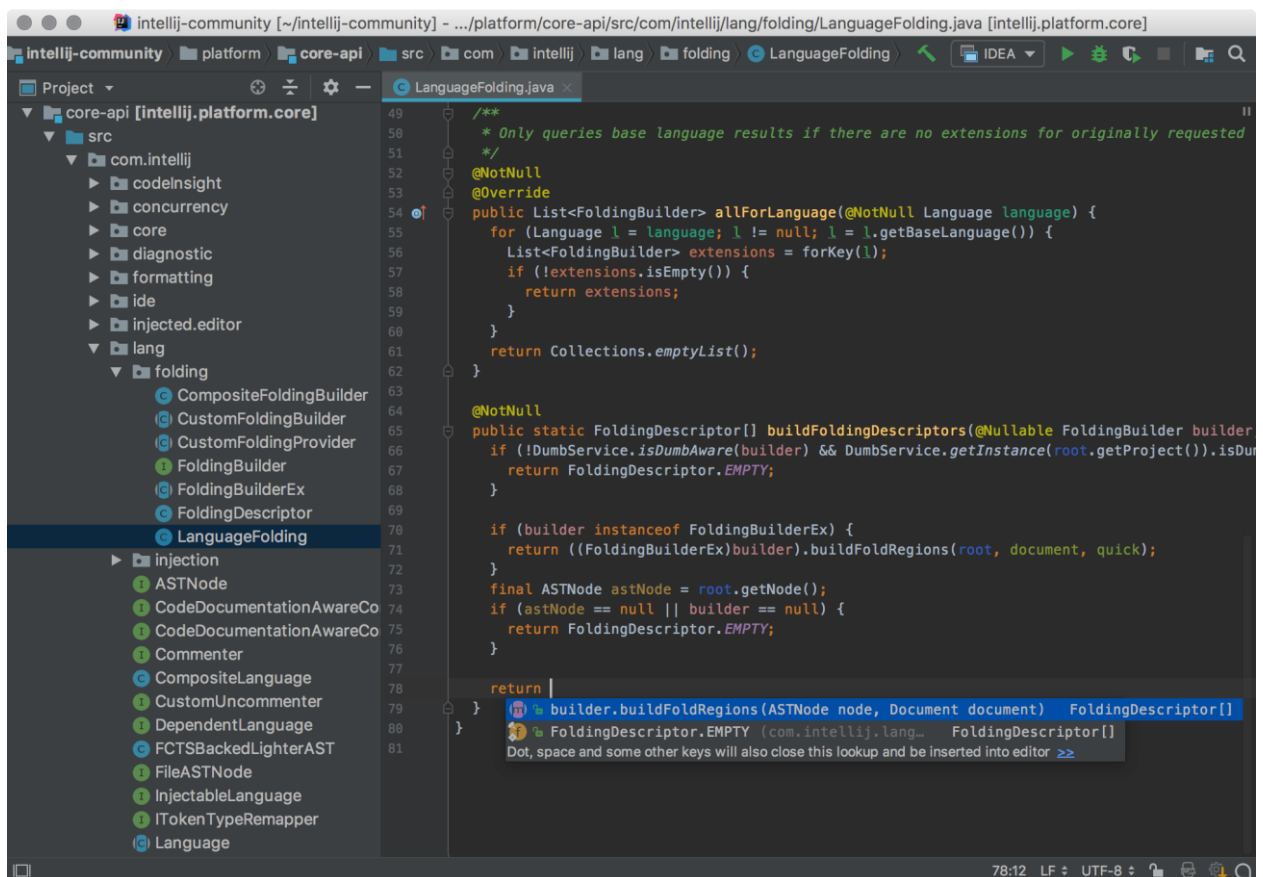 intellij-community [~/intellij-community] - .../platform/core-api/src/com/intellij/lang/folding/LanguageFolding.java [intellij.platform.core]
intellij-community platform core-api src com intellij lang folding LanguageFolding IDEA
Project
LanguageFolding.java
core-api [intellij.platform.core]
src
com.intellij
codeInsight
concurrency
core
diagnostic
formatting
ide
injected.editor
lang
folding
CompositeFoldingBuilder
CustomFoldingBuilder
CustomFoldingProvider
FoldingBuilder
FoldingBuilderEx
FoldingDescriptor
LanguageFolding
injection
ASTNode
CodeDocumentationAwareCo
CodeDocumentationAwareCo
Commenter
CompositeLanguage
CustomUncommenter
DependentLanguage
FCTSBackedLighterAST
FileASTNode
InjectableLanguage
ITokenTypeRemapper
Language
49 /**
50 * Only queries base language results if there are no extensions for originally requested
51 */
52 @NotNull
53 @Override
54 public List<FoldingBuilder> allForLanguage(@NotNull Language language) {
55 for (Language l = language; l != null; l = l.getBaseLanguage()) {
56 List<FoldingBuilder> extensions = forKey(l);
57 if (!extensions.isEmpty()) {
58 return extensions;
59 }
60 }
61 return Collections.emptyList();
62 }
63
64 @NotNull
65 public static FoldingDescriptor[] buildFoldingDescriptors(@Nullable FoldingBuilder builder
66 if (!DumbService.isDumbAware(builder) && DumbService.getInstance(root.getProject()).isDum
67 return FoldingDescriptor.EMPTY;
68 }
69
70 if (builder instanceof FoldingBuilderEx) {
71 return ((FoldingBuilderEx)builder).buildFoldRegions(root, document, quick);
72 }
73 final ASTNode astNode = root.getNode();
74 if (astNode == null || builder == null) {
75 return FoldingDescriptor.EMPTY;
76 }
77
78 return
79 }
80 }
81
builder.buildFoldRegions(ASTNode node, Document document) FoldingDescriptor[]
FoldingDescriptor.EMPTY (com.intellij.lang… FoldingDescriptor[]
Dot, space and some other keys will also close this lookup and be inserted into editor >>
78:12 LF UTF-8